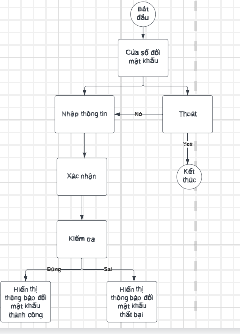 Bắt
đầu
Cửa sổ đổi
mật khẩu
Nhập thông tin
No
Thoát
Yes
Kết
thúc
Xác nhận
Kiểm tra
Đúng
Sai
Hiển thị
thông báo đổi
mật khẩu
thành công
Hiển thị
thông báo đổi
mật khẩu
thất bại